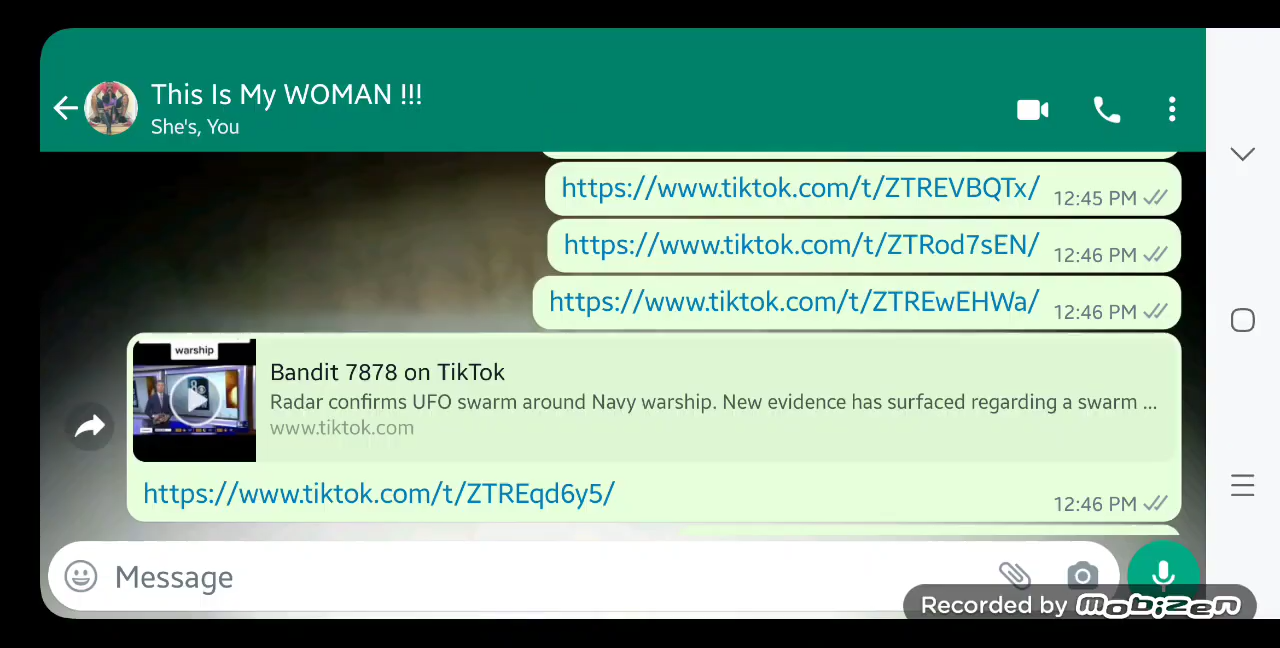 This Is My WOMAN !!!
She's, You
https://www.tiktok.com/t/ZTREVBQTx/ 12:45 PM
https://www.tiktok.com/t/ZTRod7sEN/ 12:46 PM
https://www.tiktok.com/t/ZTREwEHWa/ 12:46 PM
warship
Bandit 7878 on TikTok
Radar confirms UFO swarm around Navy warship. New evidence has surfaced regarding a swarm ...
www.tiktok.com
https://www.tiktok.com/t/ZTREqd6y5/ 12:46 PM
Message
Recorded by MOBIZEN